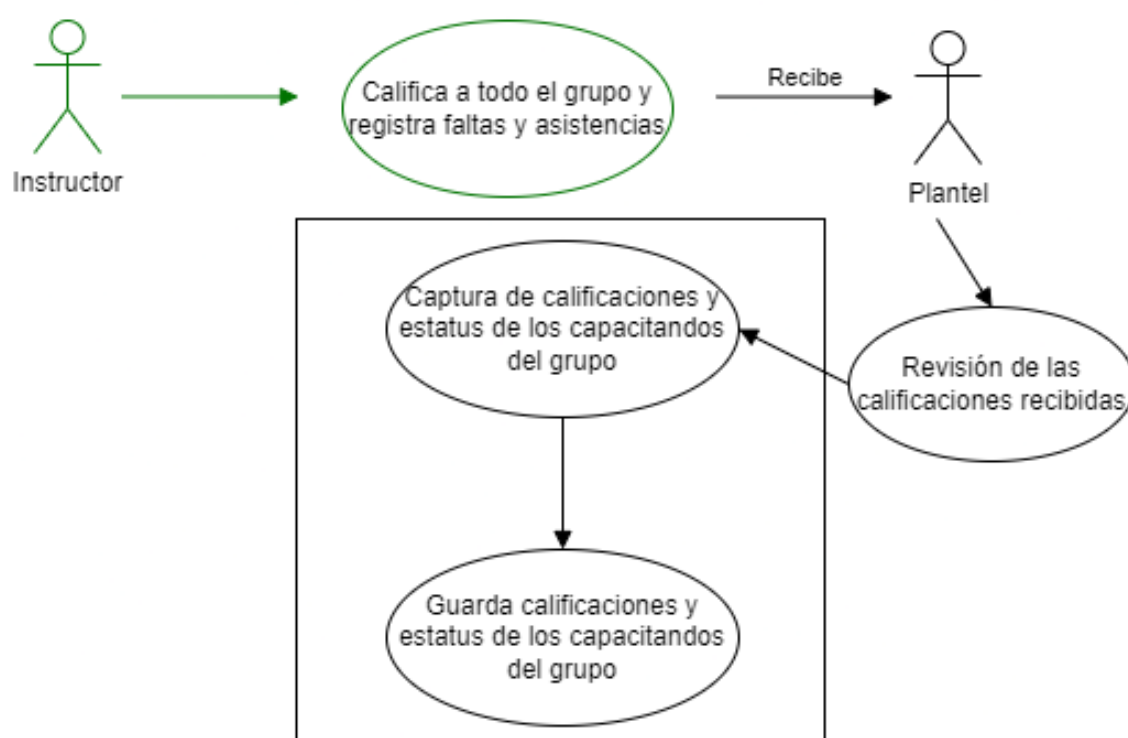 Instructor
Califica a todo el grupo y
registra faltas y asistencias
Recibe
Plantel
Revisión de las
calificaciones recibidas
Captura de calificaciones y
estatus de los capacitandos
del grupo
Guarda calificaciones y
estatus de los capacitandos
del grupo